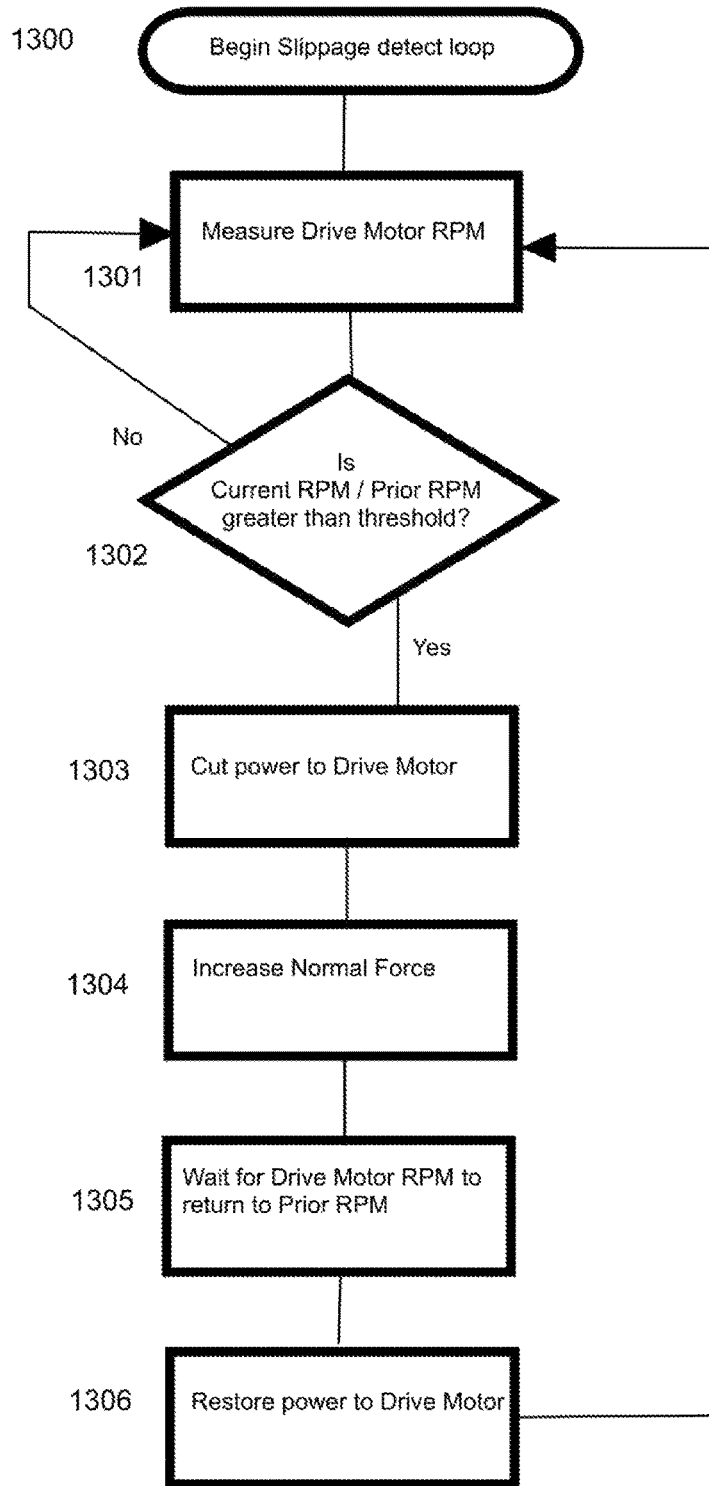 1300
Begin Slippage detect loop
Measure Drive Motor RPM
1301
No
Is
Current RPM / Prior RPM
greater than threshold?
1302
Yes
1303
Cut power to Drive Motor
1304
Increase Normal Force
1305
Wait for Drive Motor RPM to
return to Prior RPM
1306
Restore power to Drive Motor